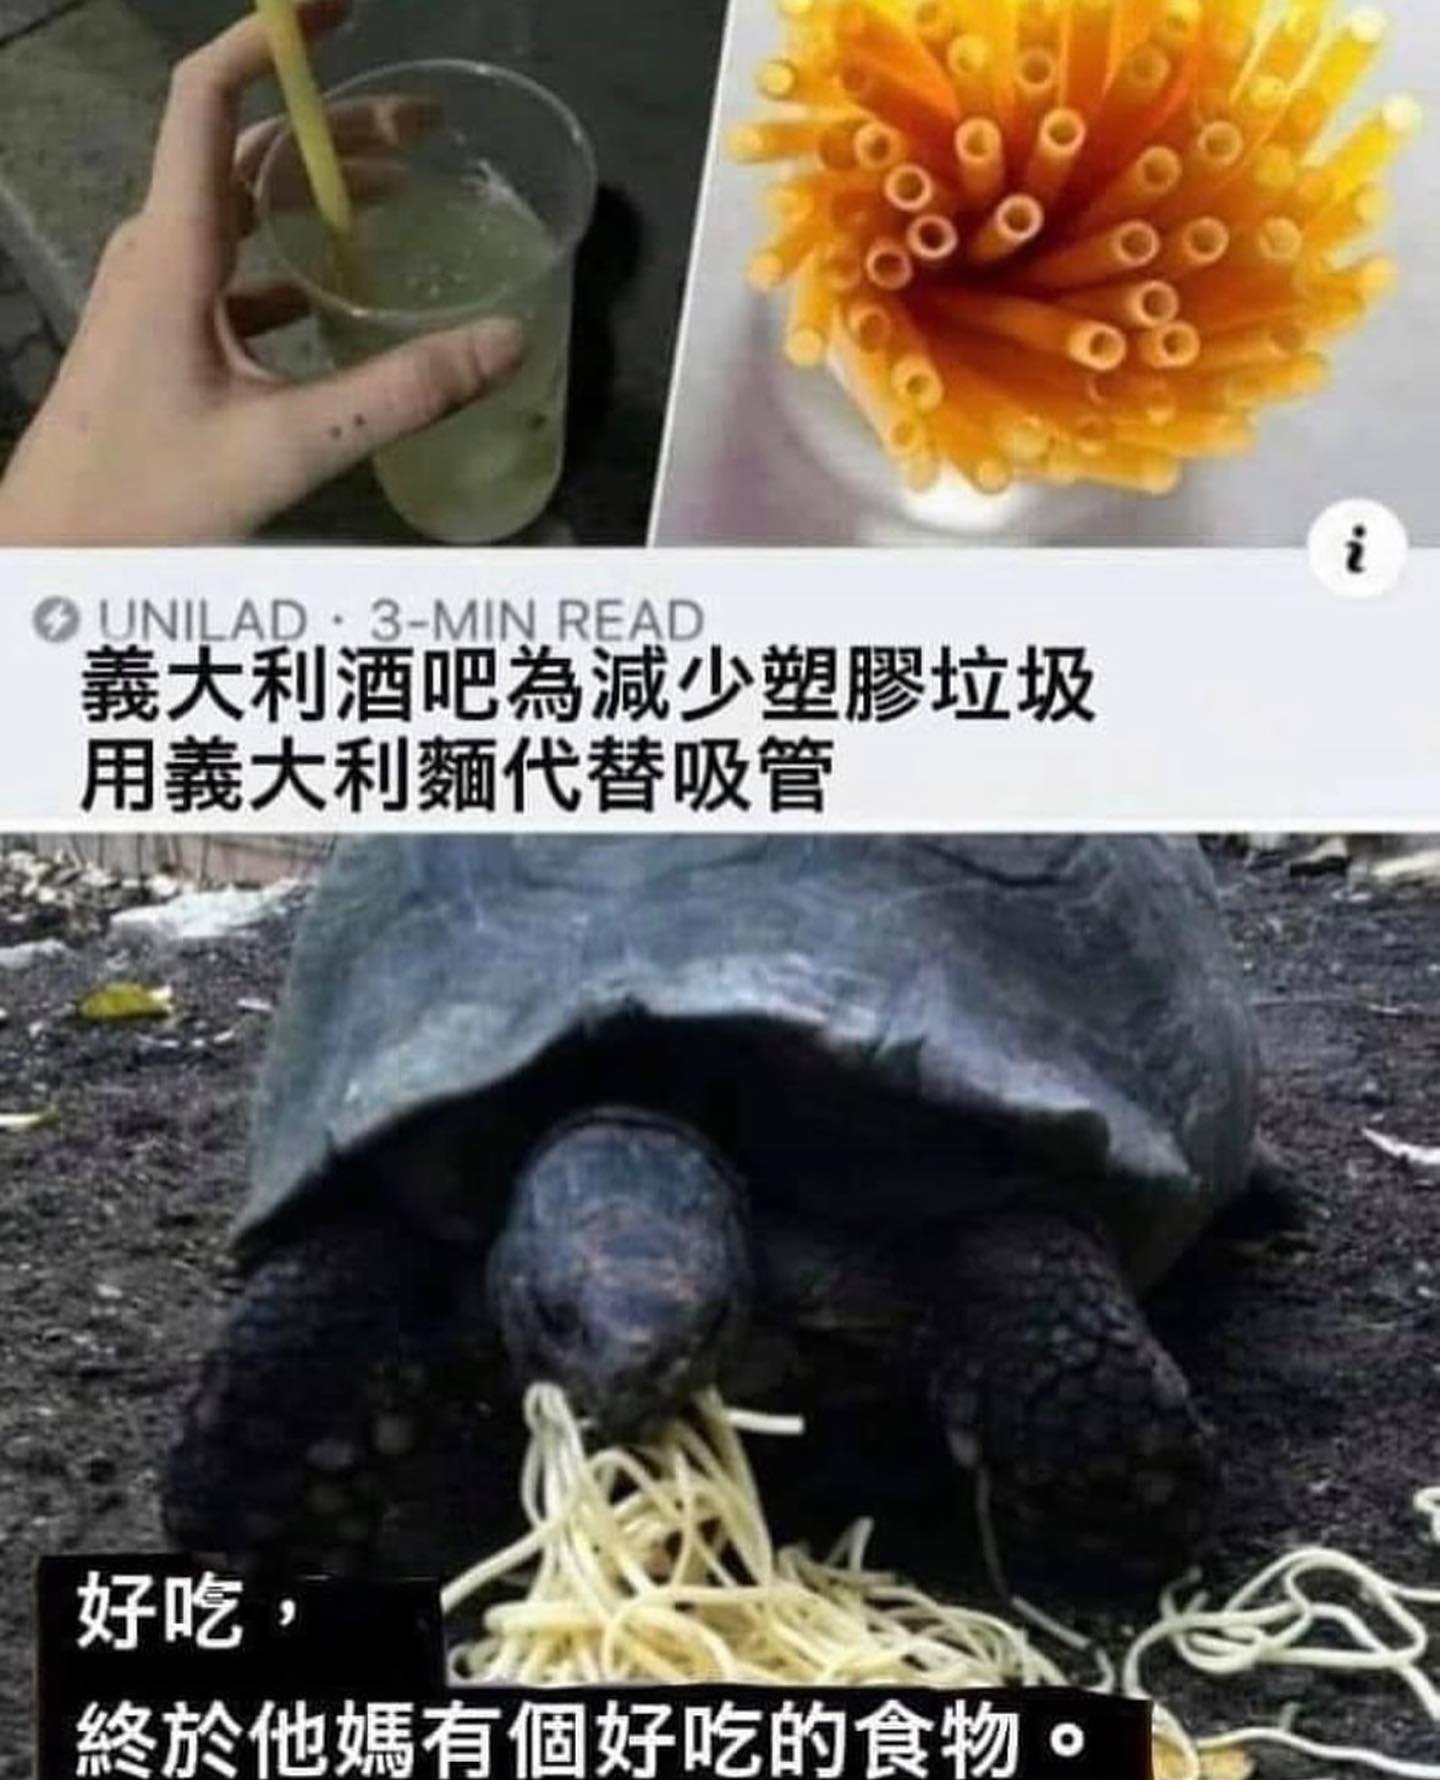 UNILAD · 3-MIN READ
義大利酒吧為減少塑膠垃圾
用義大利麵代替吸管
好吃，
終於他媽有個好吃的食物。